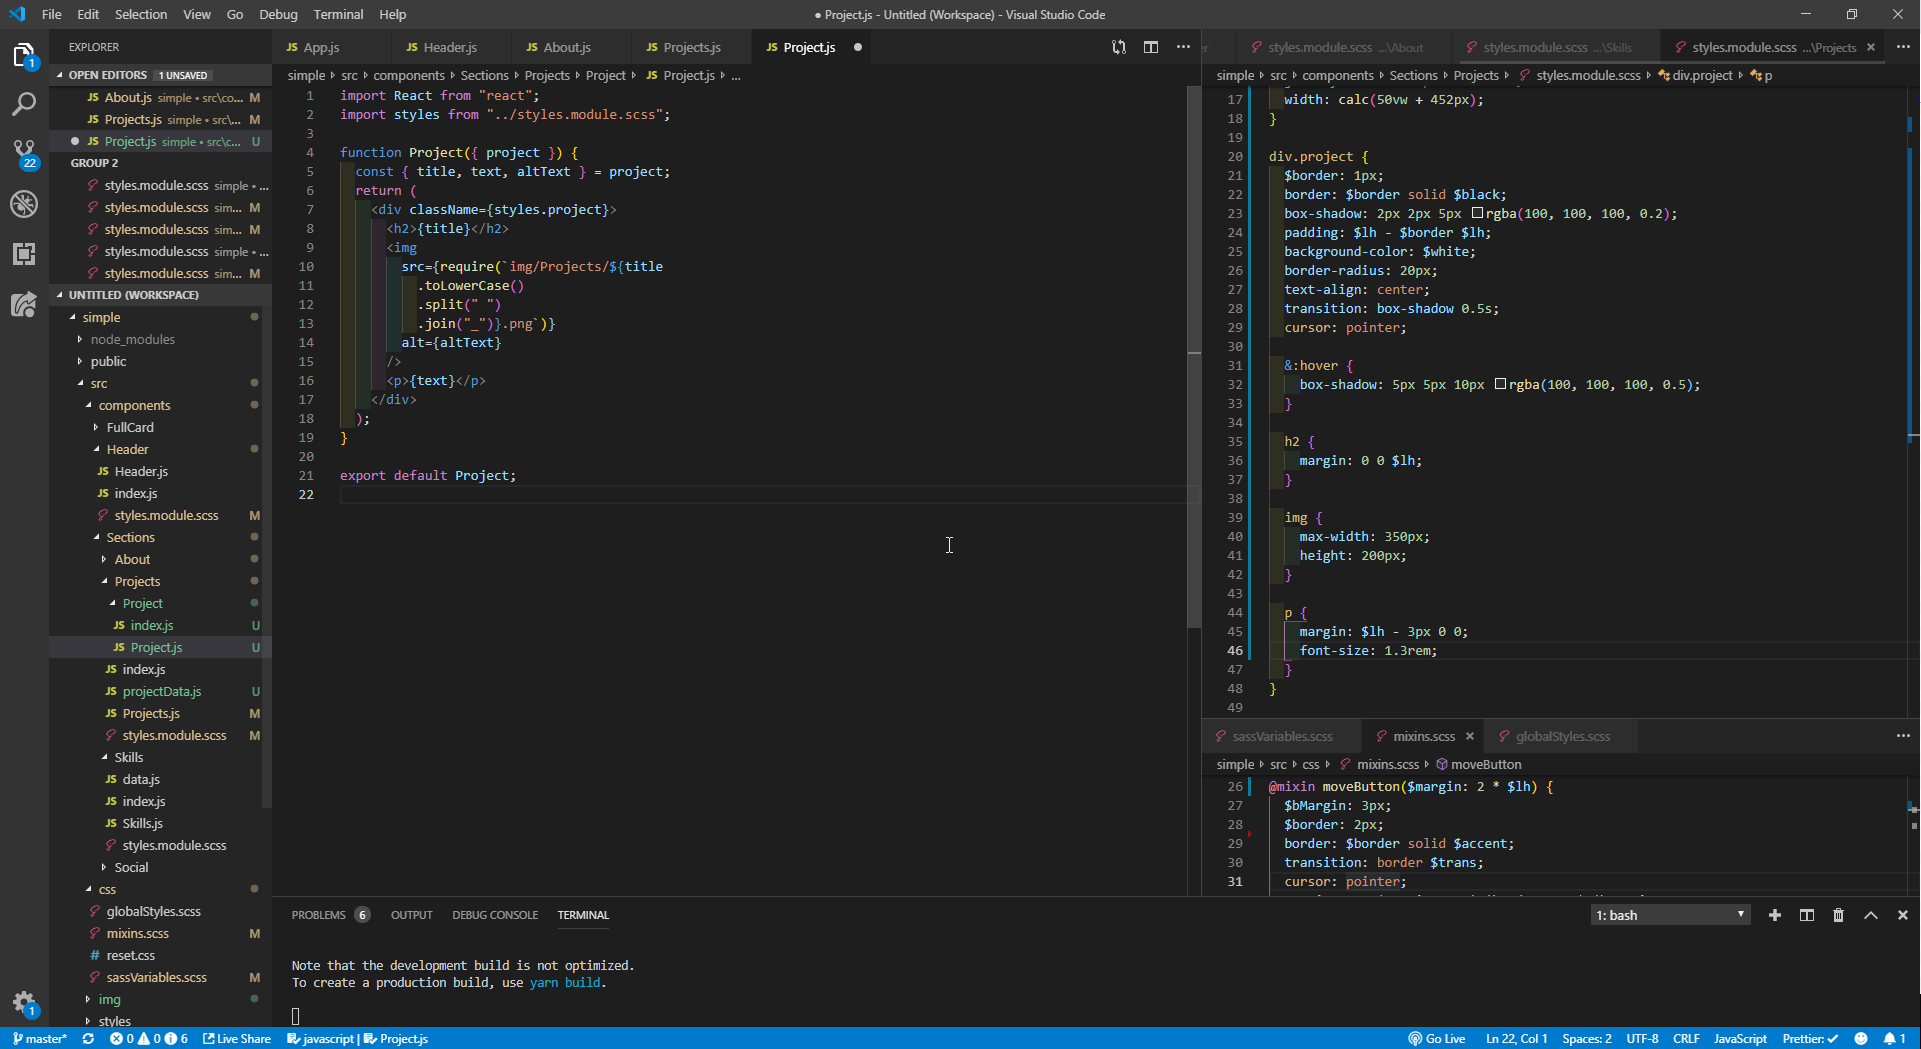 File Edit Selection View Go Debug Terminal Help
● Project.js - Untitled (Workspace) - Visual Studio Code
EXPLORER
OPEN EDITORS 1 UNSAVED
JS About.js simple • src\co... M
JS Projects.js simple • src\... M
JS Project.js simple • src\c... U
GROUP 2
styles.module.scss simple • ...
styles.module.scss sim... M
styles.module.scss sim... M
styles.module.scss simple • ...
styles.module.scss sim... M
UNTITLED (WORKSPACE)
simple
node_modules
public
src
components
FullCard
Header
JS Header.js
JS index.js
styles.module.scss M
Sections
About
Projects
Project
JS index.js U
JS Project.js U
JS index.js
JS projectData.js U
JS Projects.js M
styles.module.scss M
Skills
JS data.js
JS index.js
JS Skills.js
styles.module.scss
Social
css
globalStyles.scss
mixins.scss M
# reset.css
sassVariables.scss M
img
styles
1
22
1
JS App.js JS Header.js JS About.js JS Projects.js JS Project.js ●
simple src components Sections Projects Project JS Project.js ...
1 import React from "react";
2 import styles from "../styles.module.scss";
3
4 function Project({ project }) {
5 const { title, text, altText } = project;
6 return (
7 <div className={styles.project}>
8 <h2>{title}</h2>
9 <img
10 src={require(`img/Projects/${title
11 .toLowerCase()
12 .split(" ")
13 .join("_")}.png`)}
14 alt={altText}
15 />
16 <p>{text}</p>
17 </div>
18 );
19 }
20
21 export default Project;
22
styles.module.scss ...\About styles.module.scss ...\Skills styles.module.scss ...\Projects ×
simple src components Sections Projects styles.module.scss div.project p
17 width: calc(50vw + 452px);
18 }
19
20 div.project {
21 $border: 1px;
22 border: $border solid $black;
23 box-shadow: 2px 2px 5px rgba(100, 100, 100, 0.2);
24 padding: $lh - $border $lh;
25 background-color: $white;
26 border-radius: 20px;
27 text-align: center;
28 transition: box-shadow 0.5s;
29 cursor: pointer;
30
31 &:hover {
32 box-shadow: 5px 5px 10px rgba(100, 100, 100, 0.5);
33 }
34
35 h2 {
36 margin: 0 0 $lh;
37 }
38
39 img {
40 max-width: 350px;
41 height: 200px;
42 }
43
44 p {
45 margin: $lh - 3px 0 0;
46 font-size: 1.3rem;
47 }
48 }
49
sassVariables.scss mixins.scss × globalStyles.scss
simple src css mixins.scss moveButton
26 @mixin moveButton($margin: 2 * $lh) {
27 $bMargin: 3px;
28 $border: 2px;
29 border: $border solid $accent;
30 transition: border $trans;
31 cursor: pointer;
PROBLEMS 6 OUTPUT DEBUG CONSOLE TERMINAL
1: bash
Note that the development build is not optimized.
To create a production build, use yarn build.
master* 0 0 6 Live Share javascript | Project.js
Go Live Ln 22, Col 1 Spaces: 2 UTF-8 CRLF JavaScript Prettier: ✓ 1